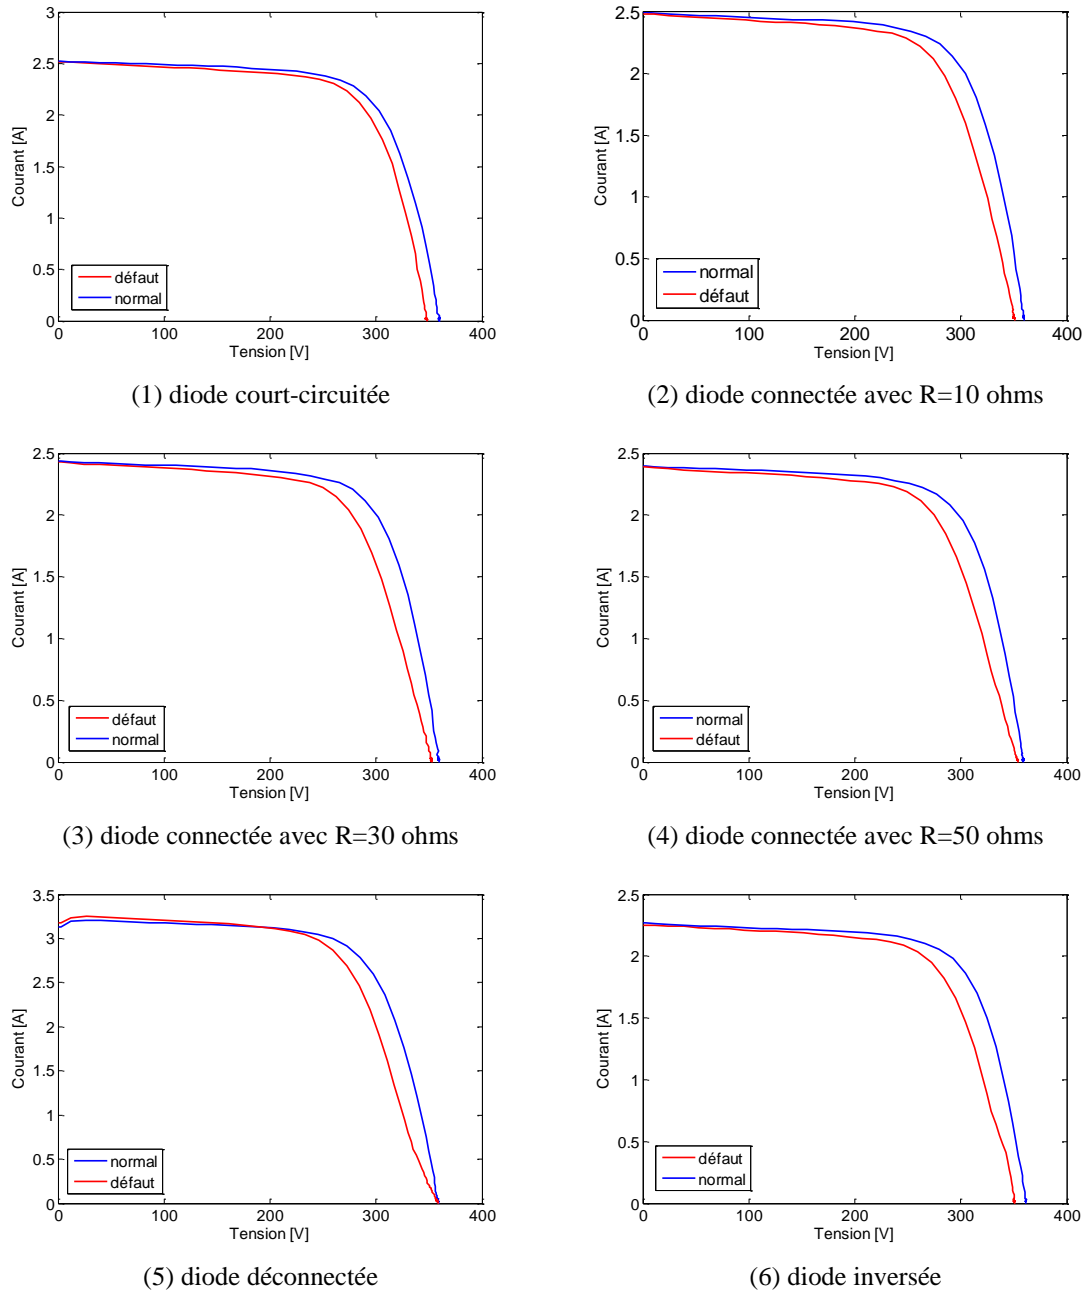 3
2.5
2
1.5
1
0.5
0
Courant [A]
défaut
normal
0 100 200 300 400
Tension [V]
(1) diode court-circuitée
2.5
2
1.5
1
0.5
0
Courant [A]
normal
défaut
0 100 200 300 400
Tension [V]
(2) diode connectée avec R=10 ohms
2.5
2
1.5
1
0.5
0
Courant [A]
défaut
normal
0 100 200 300 400
Tension [V]
(3) diode connectée avec R=30 ohms
2.5
2
1.5
1
0.5
0
Courant [A]
normal
défaut
0 100 200 300 400
Tension [V]
(4) diode connectée avec R=50 ohms
3.5
3
2.5
2
1.5
1
0.5
0
Courant [A]
normal
défaut
0 100 200 300 400
Tension [V]
(5) diode déconnectée
2.5
2
1.5
1
0.5
0
Courant [A]
défaut
normal
0 100 200 300 400
Tension [V]
(6) diode inversée